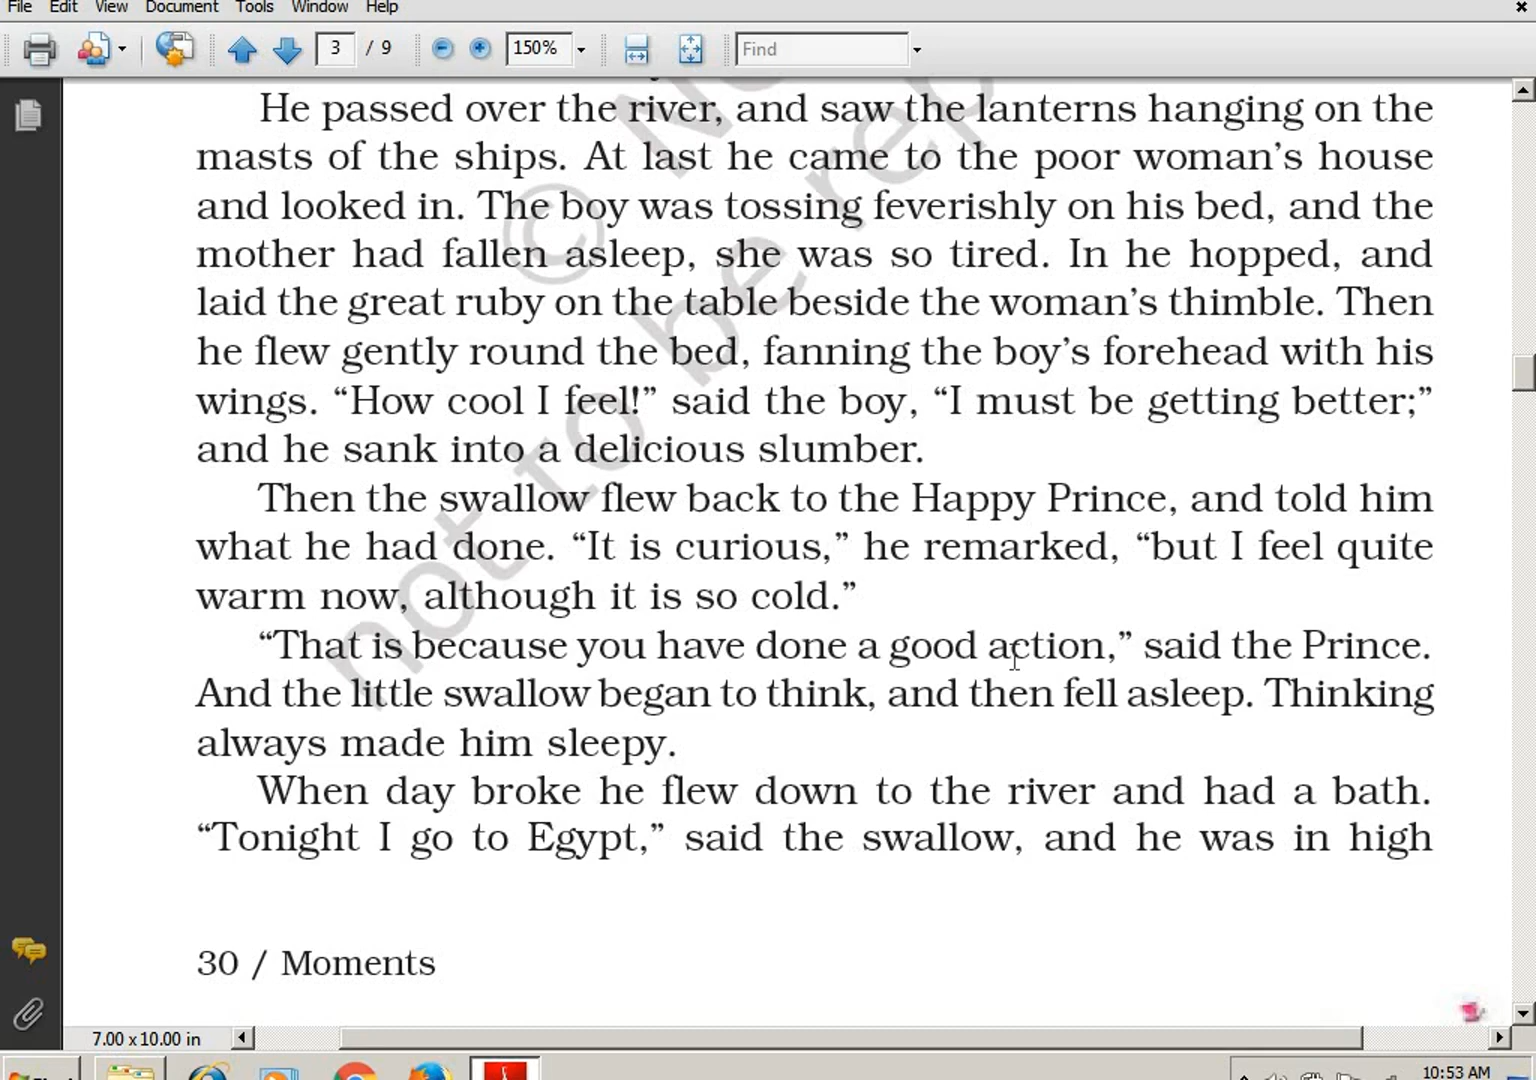 File Edit View Document Tools Window Help
3 / 9 150% Find
He passed over the river, and saw the lanterns hanging on the
masts of the ships. At last he came to the poor woman’s house
and looked in. The boy was tossing feverishly on his bed, and the
mother had fallen asleep, she was so tired. In he hopped, and
laid the great ruby on the table beside the woman’s thimble. Then
he flew gently round the bed, fanning the boy’s forehead with his
wings. “How cool I feel!” said the boy, “I must be getting better;”
and he sank into a delicious slumber.
Then the swallow flew back to the Happy Prince, and told him
what he had done. “It is curious,” he remarked, “but I feel quite
warm now, although it is so cold.”
“That is because you have done a good action,” said the Prince.
And the little swallow began to think, and then fell asleep. Thinking
always made him sleepy.
When day broke he flew down to the river and had a bath.
“Tonight I go to Egypt,” said the swallow, and he was in high
30 / Moments
not to be rep
©
7.00 x 10.00 in
10:53 AM